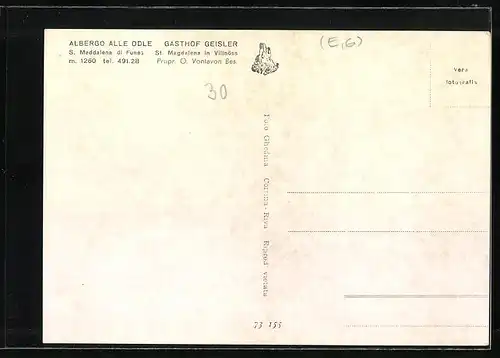 ALBERGO ALLE ODLE GASTHOF GEISLER
S. Maddalena di Funes St. Magdalena in Villnöss
m. 1260 tel. 491.28 Propr. O. Vontavon Bes.
30
(E,G)
Vera
fotografia
Foto Ghedina Cortina - Riva Riprod vietata
73 155